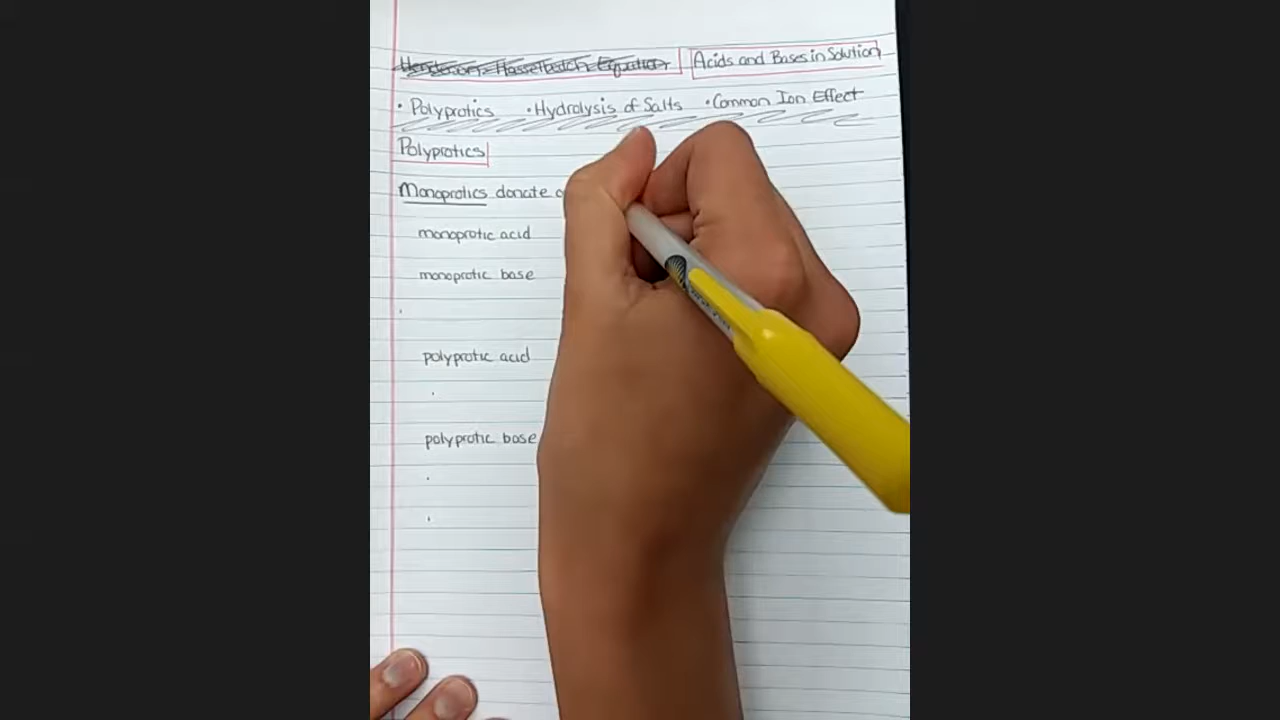 Henderson-Hasselbalch Equation Acids and Bases in Solution
• Polyprotics • Hydrolysis of Salts • Common Ion Effect
Polyprotics
Monoprotics donate
monoprotic acid
monoprotic base
polyprotic acid
polyprotic base